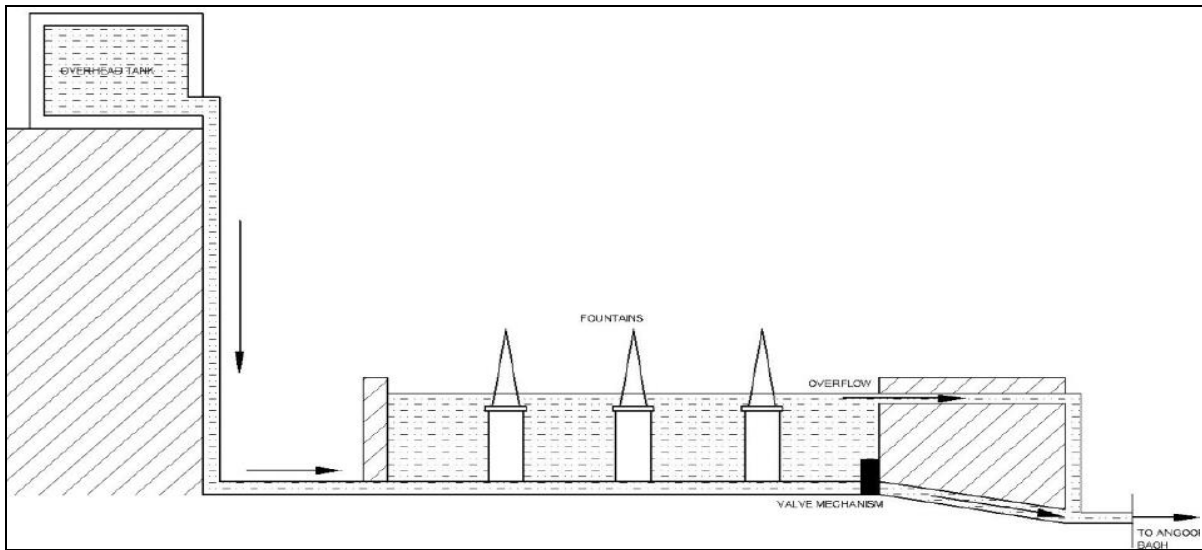 OVERHEAD TANK
FOUNTAINS
OVERFLOW
VALVE MECHANISM
TO ANGOORI
BAGH